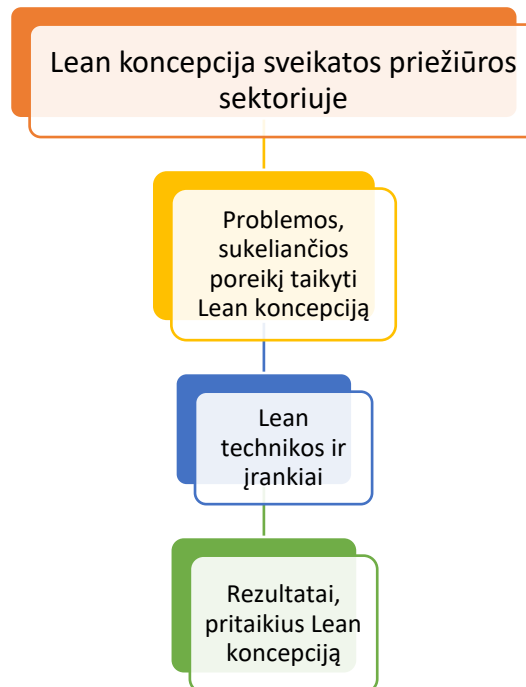 Lean koncepcija sveikatos priežiūros
sektoriuje
Problemos,
sukeliančios
poreikį taikyti
Lean koncepciją
Lean
technikos ir
įrankiai
Rezultatai,
pritaikius Lean
koncepciją